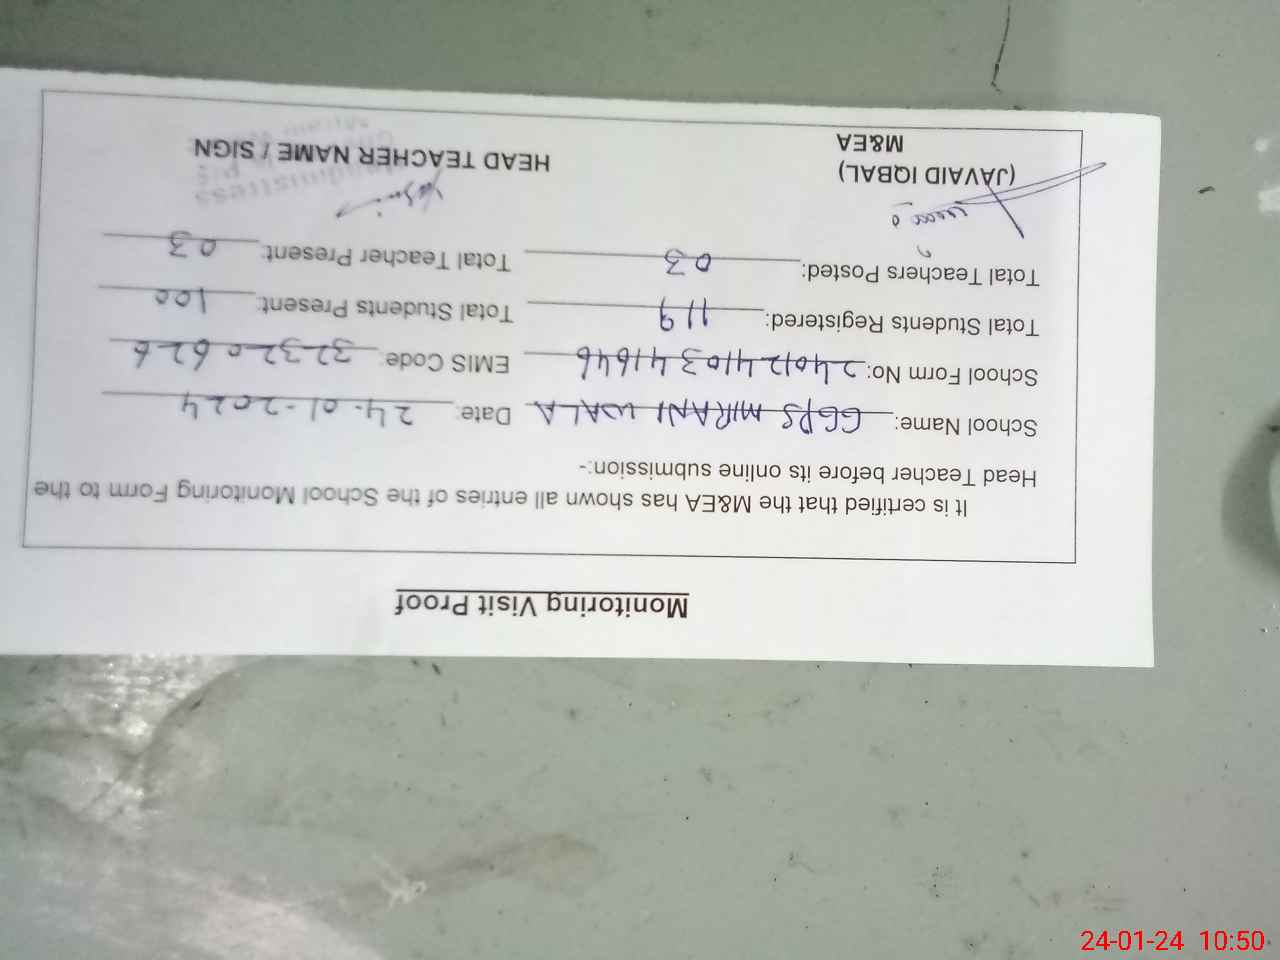 Monitoring Visit Proof
It is certified that the M&EA has shown all entries of the School Monitoring Form to the
Head Teacher before its online submission:-
School Name: GGPS MIRANI WALA Date: 24-01-2024
School Form No: 24012410341646 EMIS Code: 32320626
Total Students Registered: 119 Total Students Present: 100
Total Teachers Posted: 03 Total Teacher Present: 03
(JAVAID IQBAL)
M&EA HEAD TEACHER NAME / SIGN
24-01-24 10:50